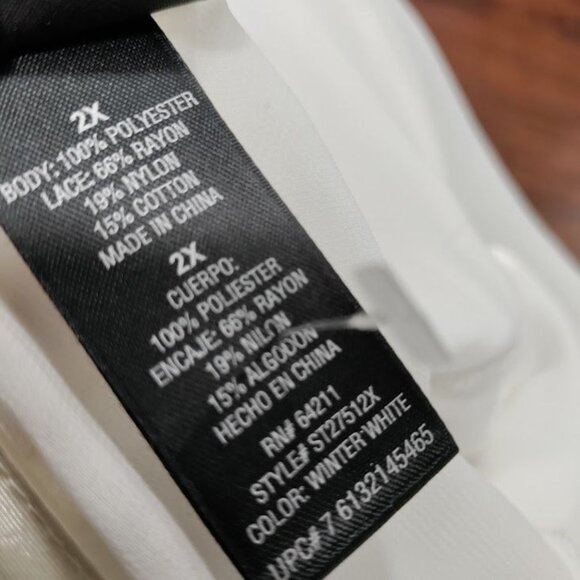 2X
BODY: 100% POLYESTER
LACE: 66% RAYON
19% NYLON
15% COTTON
MADE IN CHINA
2X
CUERPO:
100% POLIESTER
ENCAJE: 66% RAYON
19% NILON
15% ALGODON
HECHO EN CHINA
RN# 64211
STYLE# ST27512X
COLOR: WINTER WHITE
UPC# 7 6132145465